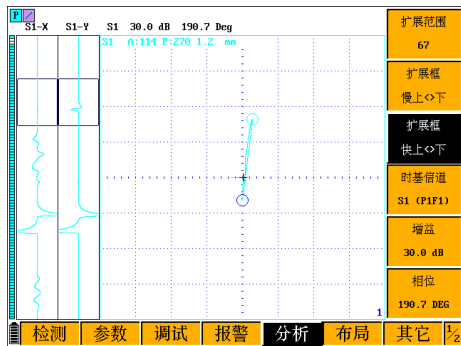 P
S1-X S1-Y S1 30.0 dB 190.7 Deg
S1 A:114 P:270 1.2 mm
扩展范围
67
扩展框
慢上<>下
扩展框
快上<>下
时基信道
S1 (P1F1)
增益
30.0 dB
相位
190.7 DEG
1
检测 参数 调试 报警 分析 布局 其它 1/2